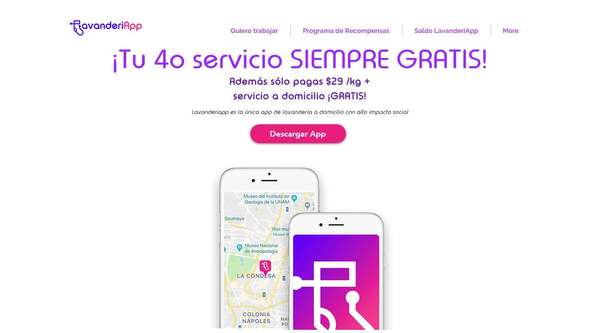 LavanderiApp
Quiero trabajar
Programa de Recompensas
Saldo LavanderiApp
More
¡Tu 4o servicio SIEMPRE GRATIS!
Además sólo pagas $29 /kg +
servicio a domicilio ¡GRATIS!
Lavanderiapp es la única app de lavandería a domicilio con alto impacto social
Descargar App
Museo del Instituto de
Geología de la UNAM
Soumaya
Museo Nacional
de Antropología
LA CONDESA
COLONIA
NÁPOLES